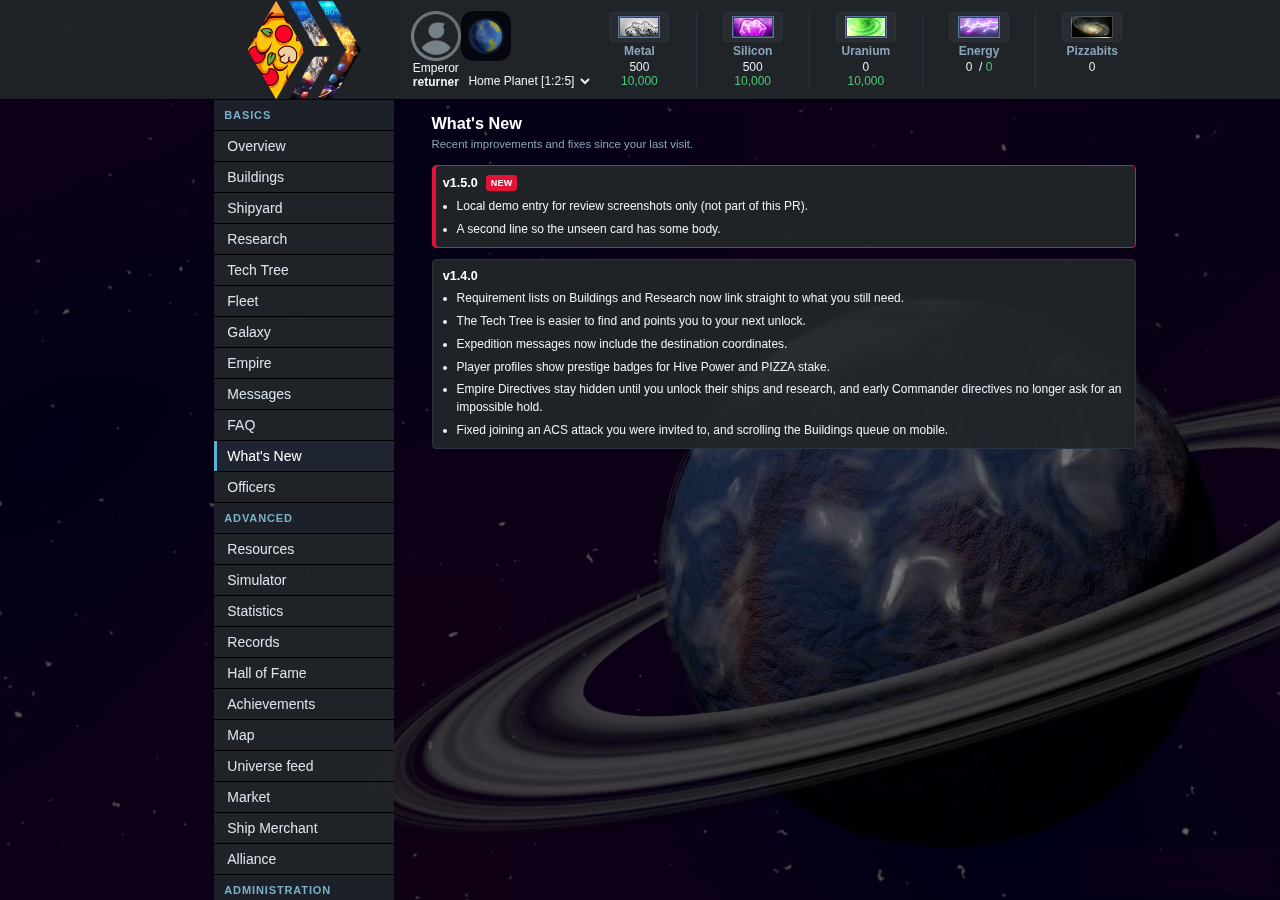 Emperor
returner
Home Planet [1:2:5]
Metal
500
10,000
Silicon
500
10,000
Uranium
0
10,000
Energy
0 / 0
Pizzabits
0
BASICS
Overview
Buildings
Shipyard
Research
Tech Tree
Fleet
Galaxy
Empire
Messages
FAQ
What's New
Officers
ADVANCED
Resources
Simulator
Statistics
Records
Hall of Fame
Achievements
Map
Universe feed
Market
Ship Merchant
Alliance
ADMINISTRATION
What's New
Recent improvements and fixes since your last visit.
v1.5.0 NEW
Local demo entry for review screenshots only (not part of this PR).
A second line so the unseen card has some body.
v1.4.0
Requirement lists on Buildings and Research now link straight to what you still need.
The Tech Tree is easier to find and points you to your next unlock.
Expedition messages now include the destination coordinates.
Player profiles show prestige badges for Hive Power and PIZZA stake.
Empire Directives stay hidden until you unlock their ships and research, and early Commander directives no longer ask for an
impossible hold.
Fixed joining an ACS attack you were invited to, and scrolling the Buildings queue on mobile.